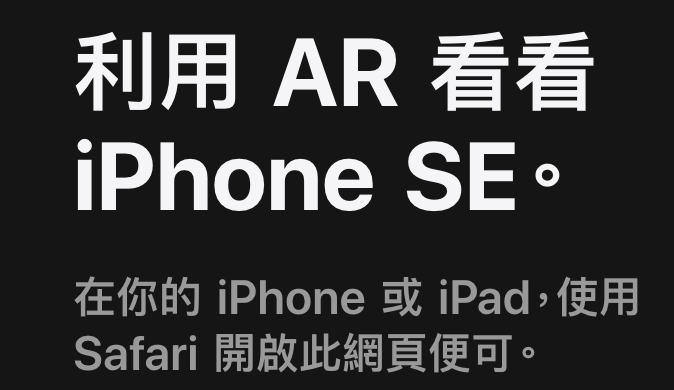 利用 AR 看看
iPhone SE。
在你的 iPhone 或 iPad，使用
Safari 開啟此網頁便可。